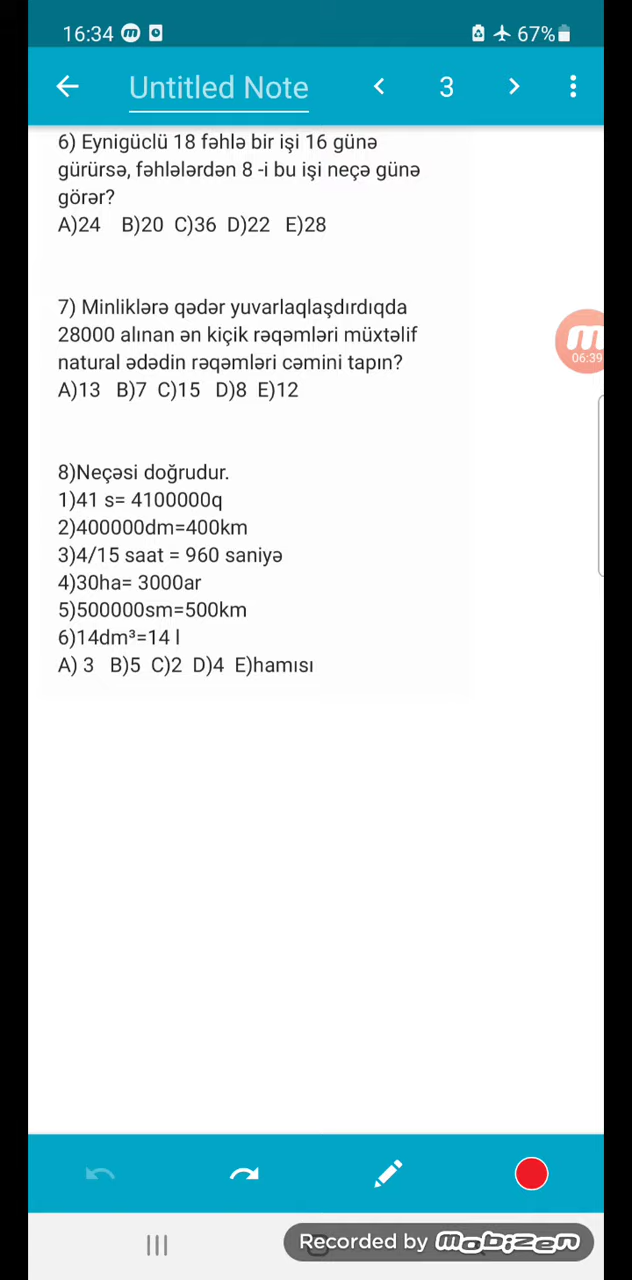 16:34 67%
Untitled Note < 3 >
6) Eynigüclü 18 fəhlə bir işi 16 günə
gürürsə, fəhlələrdən 8 -i bu işi neçə günə
görər?
A)24 B)20 C)36 D)22 E)28
7) Minliklərə qədər yuvarlaqlaşdırdıqda
28000 alınan ən kiçik rəqəmləri müxtəlif
natural ədədin rəqəmləri cəmini tapın?
A)13 B)7 C)15 D)8 E)12
06:39
8)Neçəsi doğrudur.
1)41 s= 4100000q
2)400000dm=400km
3)4/15 saat = 960 saniyə
4)30ha= 3000ar
5)500000sm=500km
6)14dm³=14 l
A) 3 B)5 C)2 D)4 E)hamısı
Recorded by mobizen